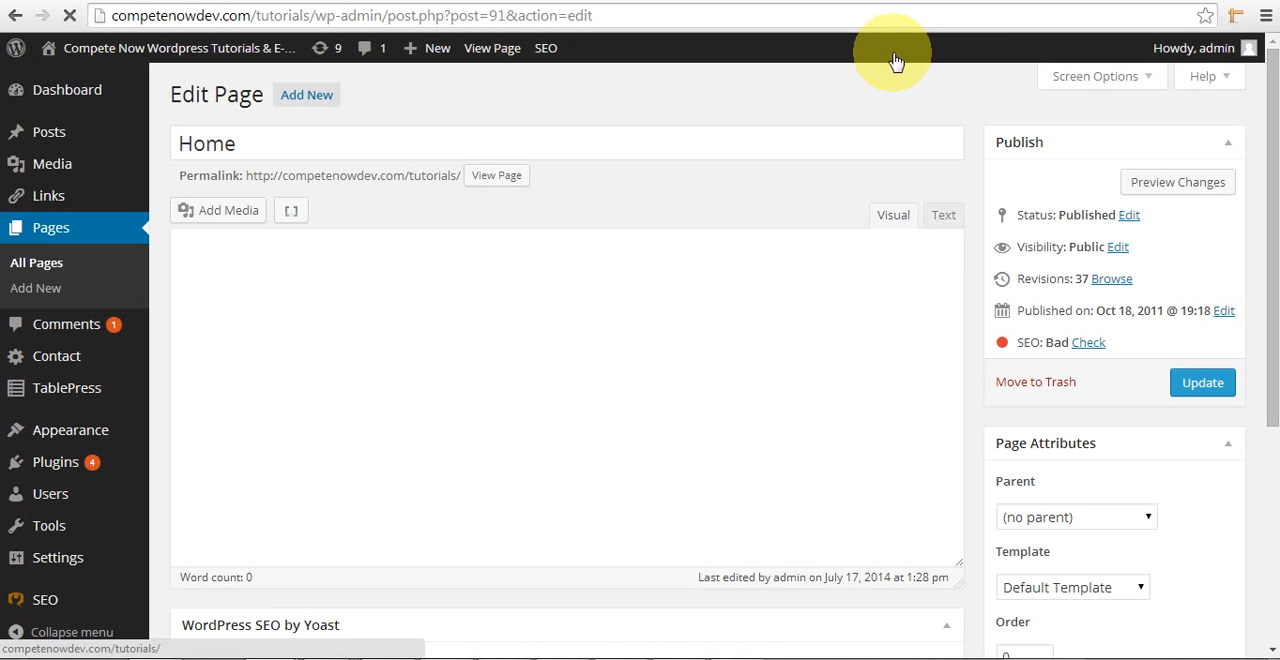 competenowdev.com/tutorials/wp-admin/post.php?post=91&action=edit
Compete Now Wordpress Tutorials & E-... 9 1 New View Page SEO Howdy, admin
Screen Options Help
Dashboard
Posts
Media
Links
Pages
All Pages
Add New
Comments 1
Contact
TablePress
Appearance
Plugins 4
Users
Tools
Settings
SEO
Collapse menu
competenowdev.com/tutorials/
Edit Page Add New
Home
Permalink: http://competenowdev.com/tutorials/ View Page
Add Media [ ] Visual Text
Word count: 0 Last edited by admin on July 17, 2014 at 1:28 pm
WordPress SEO by Yoast
Publish
Preview Changes
Status: Published Edit
Visibility: Public Edit
Revisions: 37 Browse
Published on: Oct 18, 2011 @ 19:18 Edit
SEO: Bad Check
Move to Trash Update
Page Attributes
Parent
(no parent)
Template
Default Template
Order
0